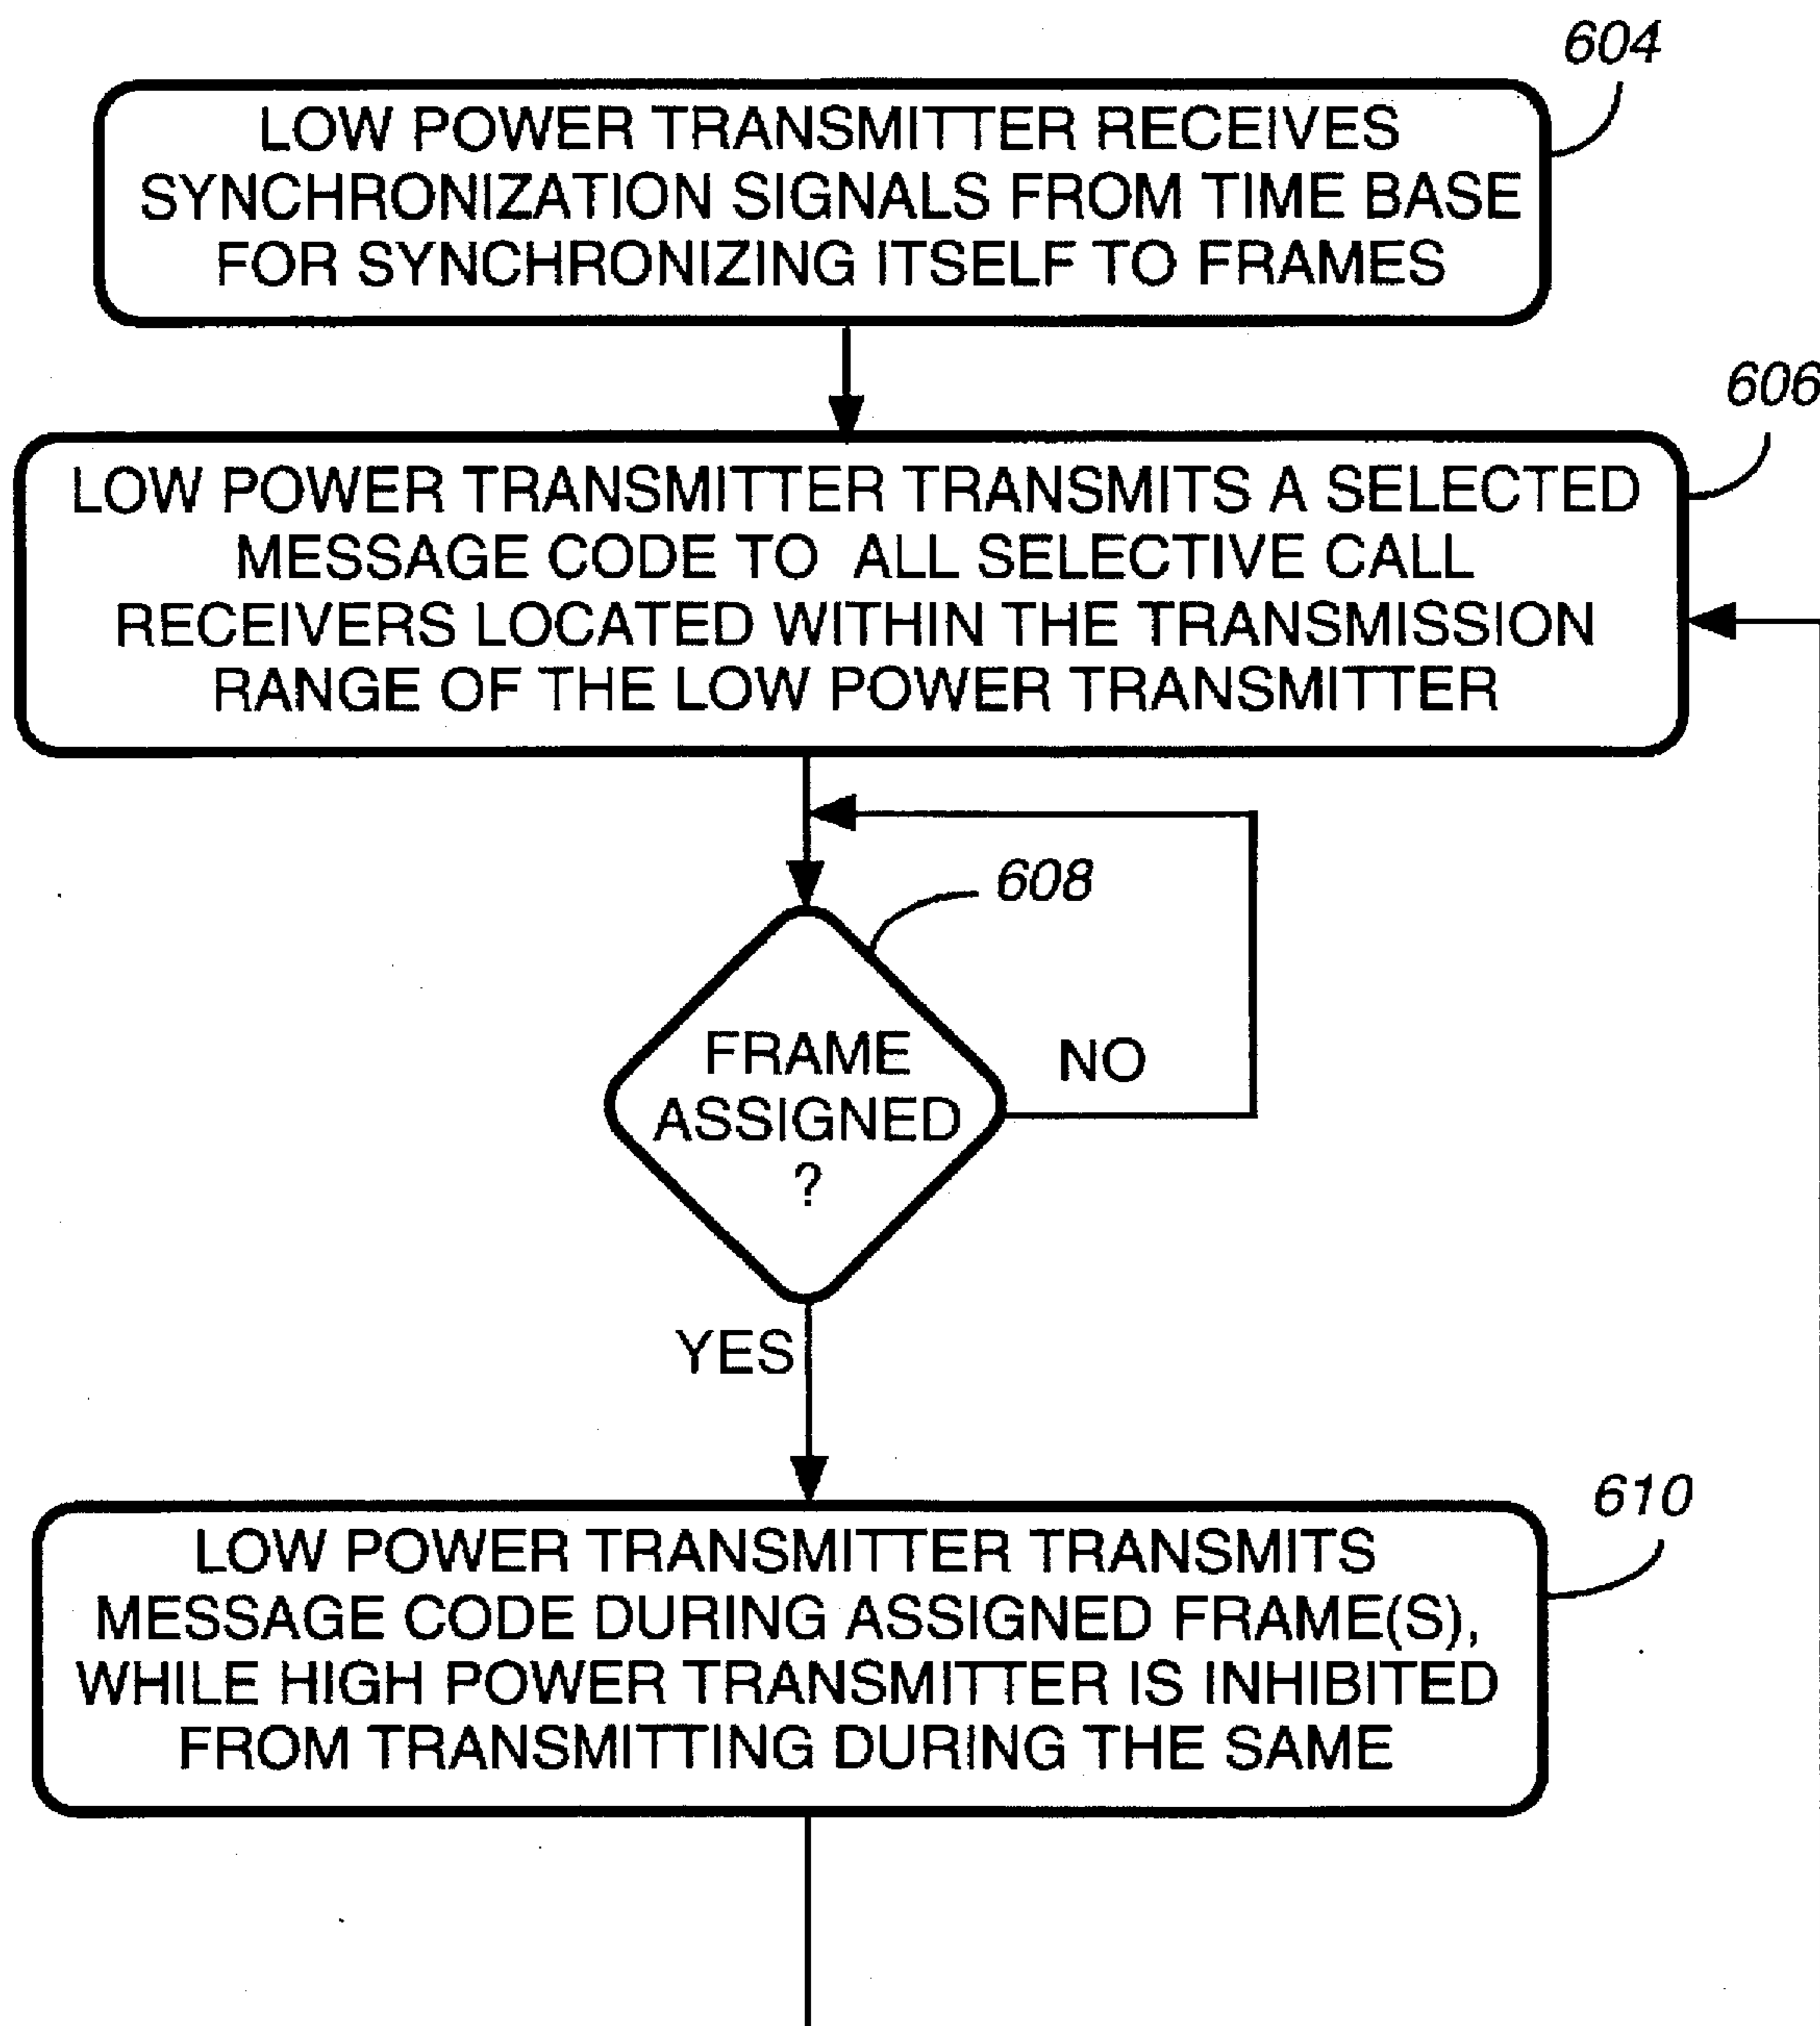 604
LOW POWER TRANSMITTER RECEIVES
SYNCHRONIZATION SIGNALS FROM TIME BASE
FOR SYNCHRONIZING ITSELF TO FRAMES
606
LOW POWER TRANSMITTER TRANSMITS A SELECTED
MESSAGE CODE TO ALL SELECTIVE CALL
RECEIVERS LOCATED WITHIN THE TRANSMISSION
RANGE OF THE LOW POWER TRANSMITTER
608
FRAME
ASSIGNED
?
NO
YES
610
LOW POWER TRANSMITTER TRANSMITS
MESSAGE CODE DURING ASSIGNED FRAME(S),
WHILE HIGH POWER TRANSMITTER IS INHIBITED
FROM TRANSMITTING DURING THE SAME